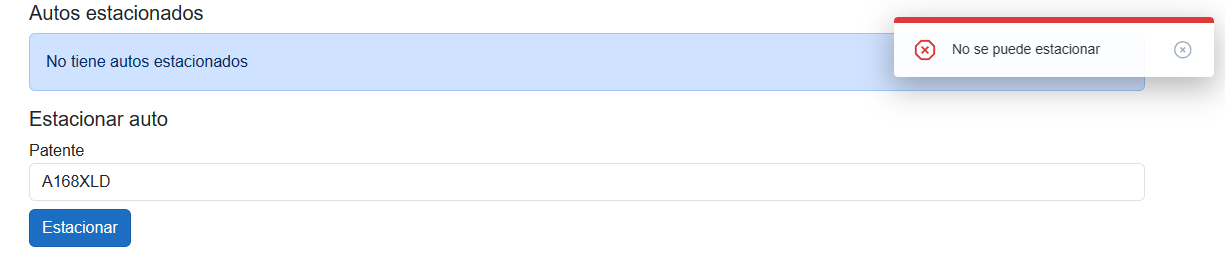 Autos estacionados
No se puede estacionar
No tiene autos estacionados
Estacionar auto
Patente
A168XLD
Estacionar